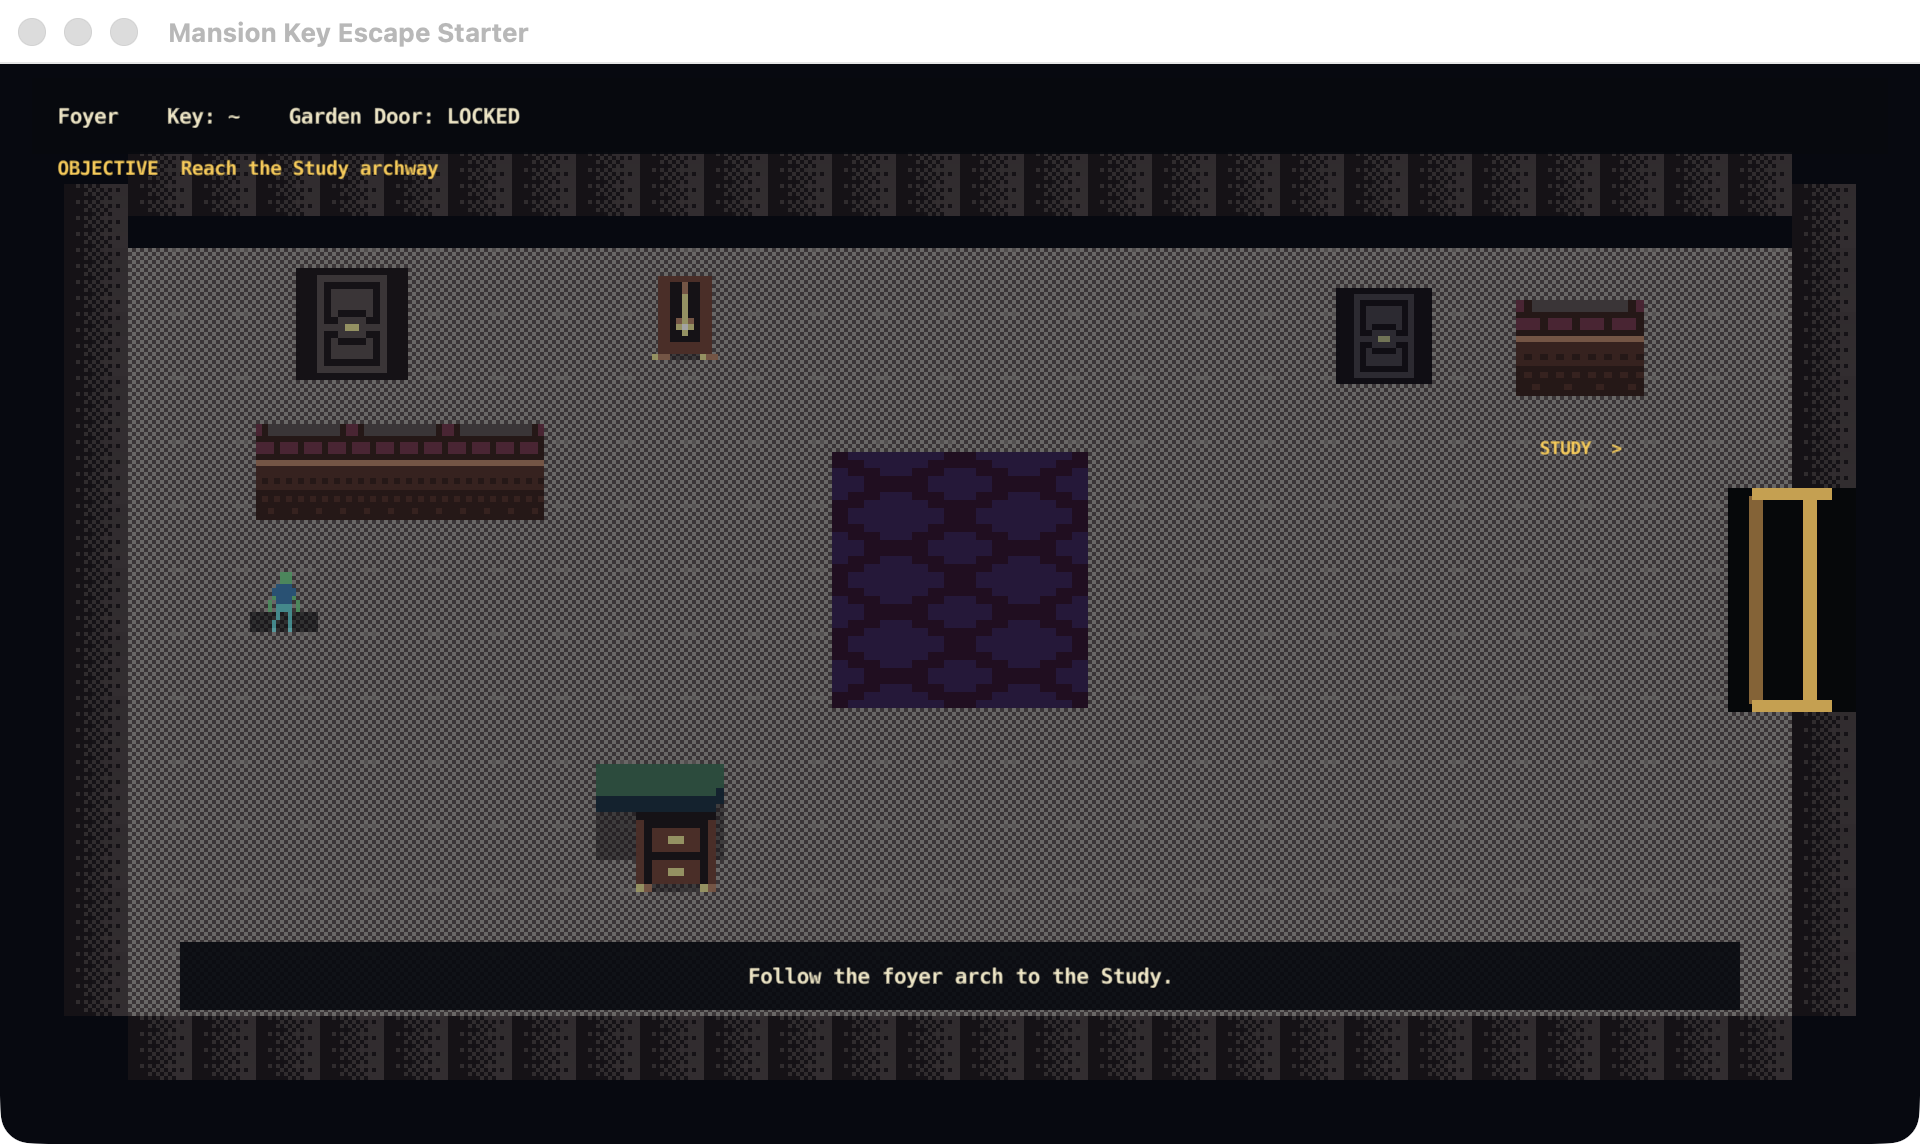 Mansion Key Escape Starter
Foyer Key: ~ Garden Door: LOCKED
OBJECTIVE Reach the Study archway
STUDY >
Follow the foyer arch to the Study.